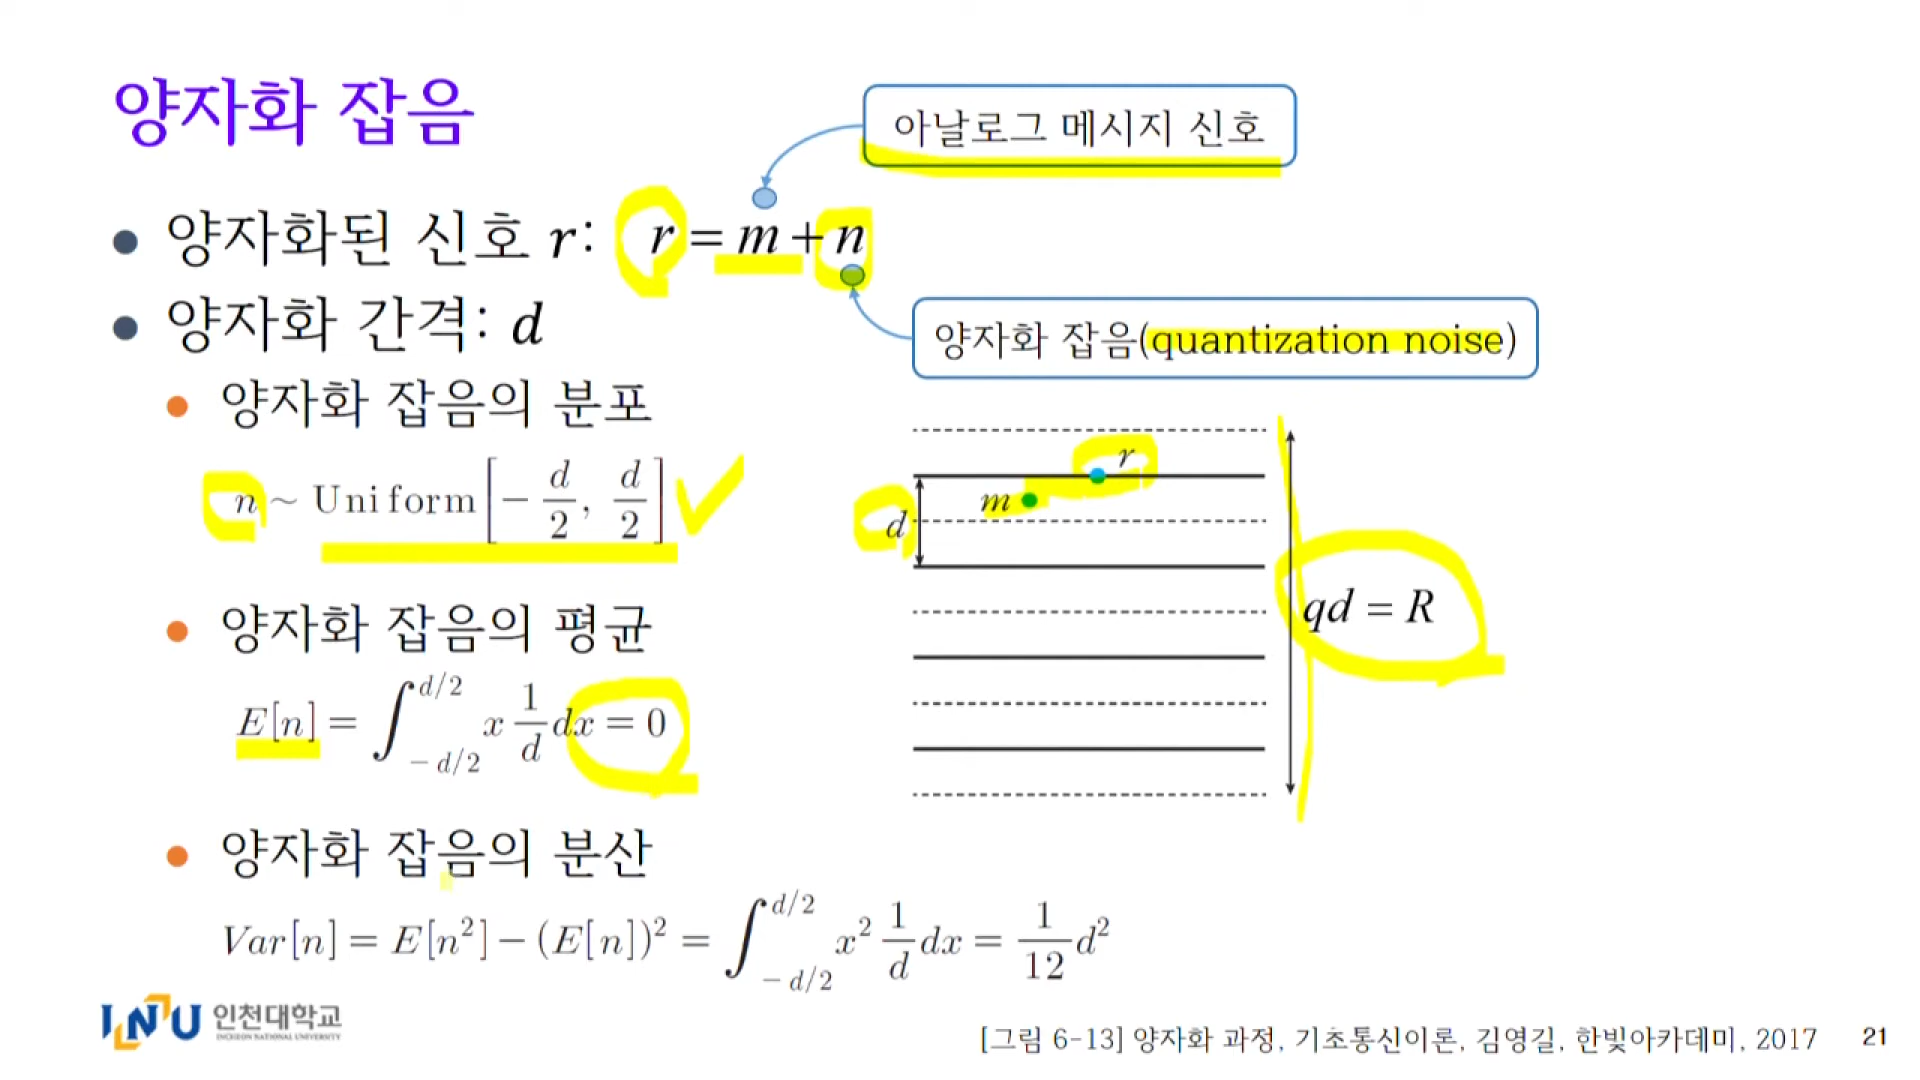 양자화 잡음
아날로그 메시지 신호
양자화된 신호 r: r = m + n
양자화 간격: d
양자화 잡음(quantization noise)
양자화 잡음의 분포
n ~ Uniform[-d/2, d/2]
r
m
d
qd = R
양자화 잡음의 평균
E[n] = ∫_{-d/2}^{d/2} x 1/d dx = 0
양자화 잡음의 분산
Var[n] = E[n²] - (E[n])² = ∫_{-d/2}^{d/2} x² 1/d dx = 1/12 d²
INU 인천대학교
INCHEON NATIONAL UNIVERSITY
[그림 6-13] 양자화 과정, 기초통신이론, 김영길, 한빛아카데미, 2017
21